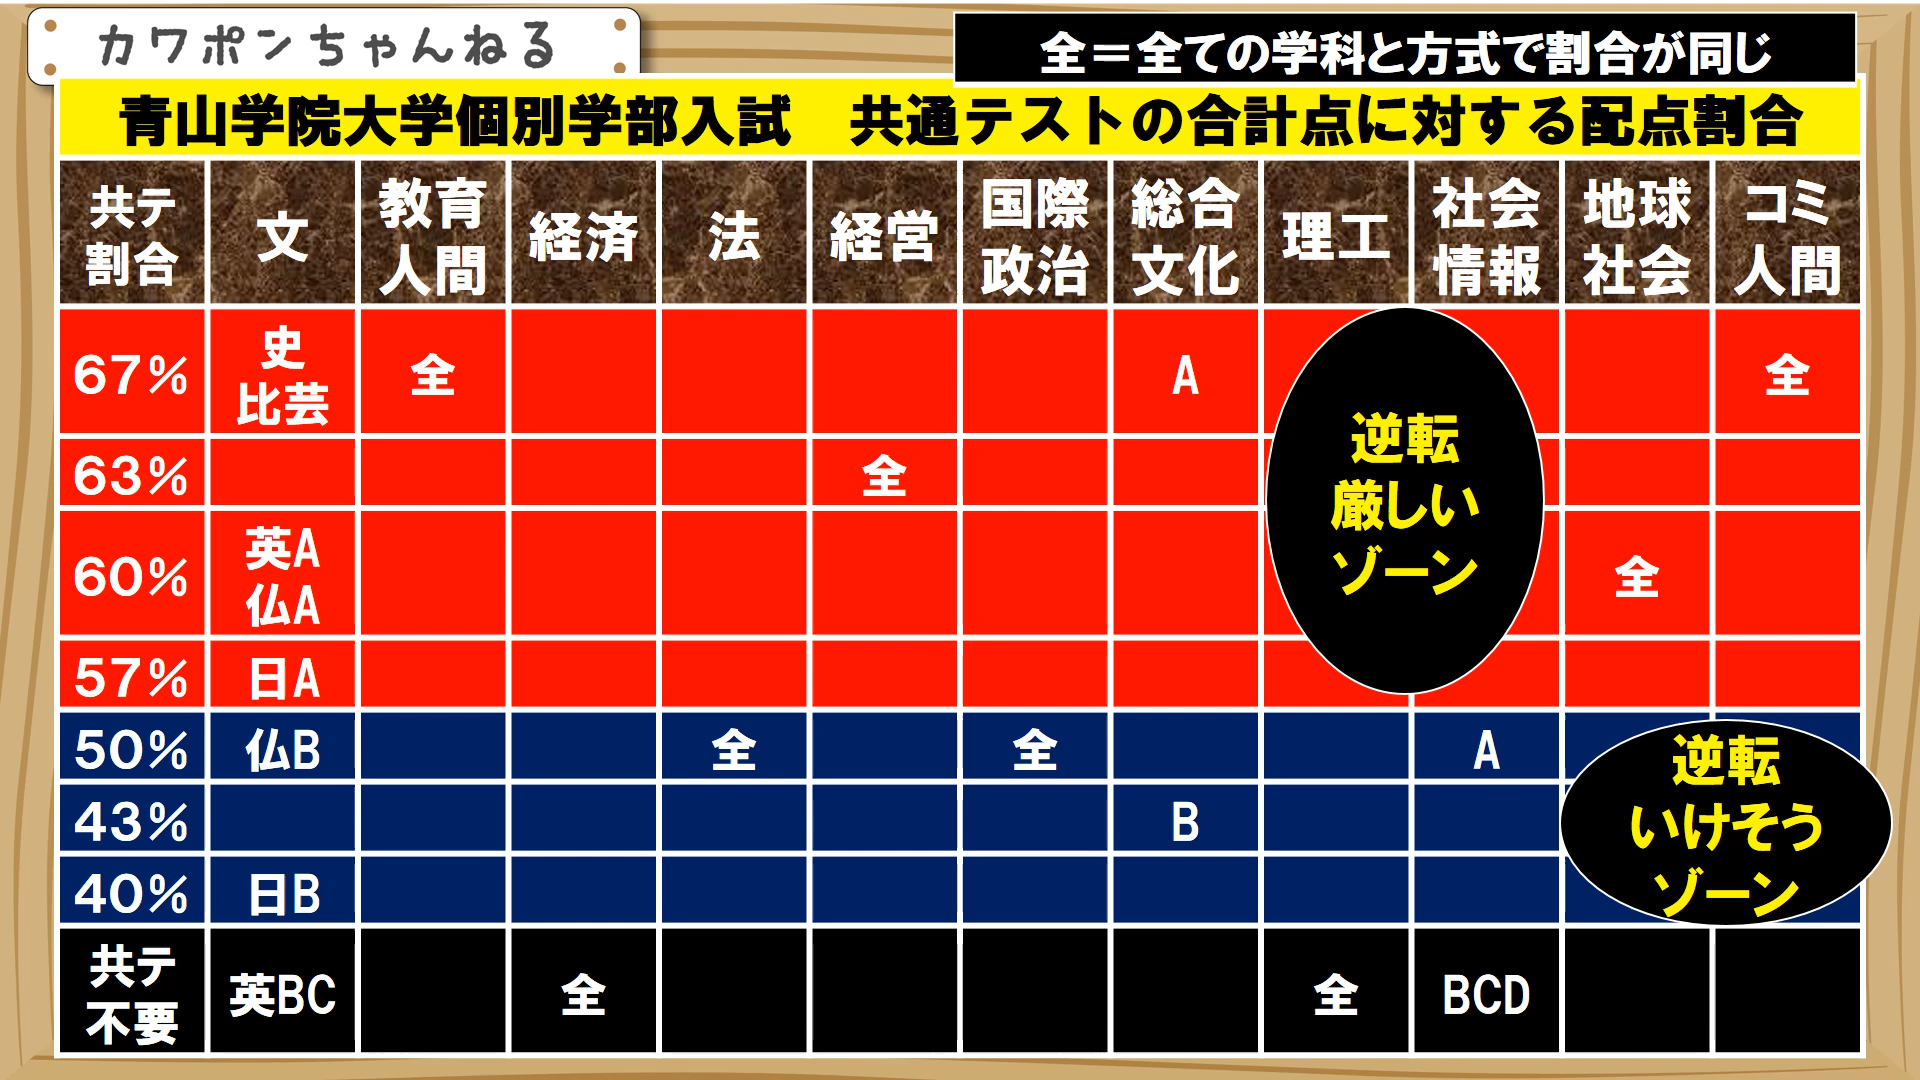 カワポンちゃんねる
全＝全ての学科と方式で割合が同じ
青山学院大学個別学部入試　共通テストの合計点に対する配点割合
共テ
割合
文
教育
人間
経済
法
経営
国際
政治
総合
文化
理工
社会
情報
地球
社会
コミ
人間
67%
史
比芸
全
A
全
63%
全
60%
英A
仏A
全
57%
日A
逆転
厳しい
ゾーン
50%
仏B
全
全
A
43%
B
40%
日B
逆転
いけそう
ゾーン
共テ
不要
英BC
全
全
BCD